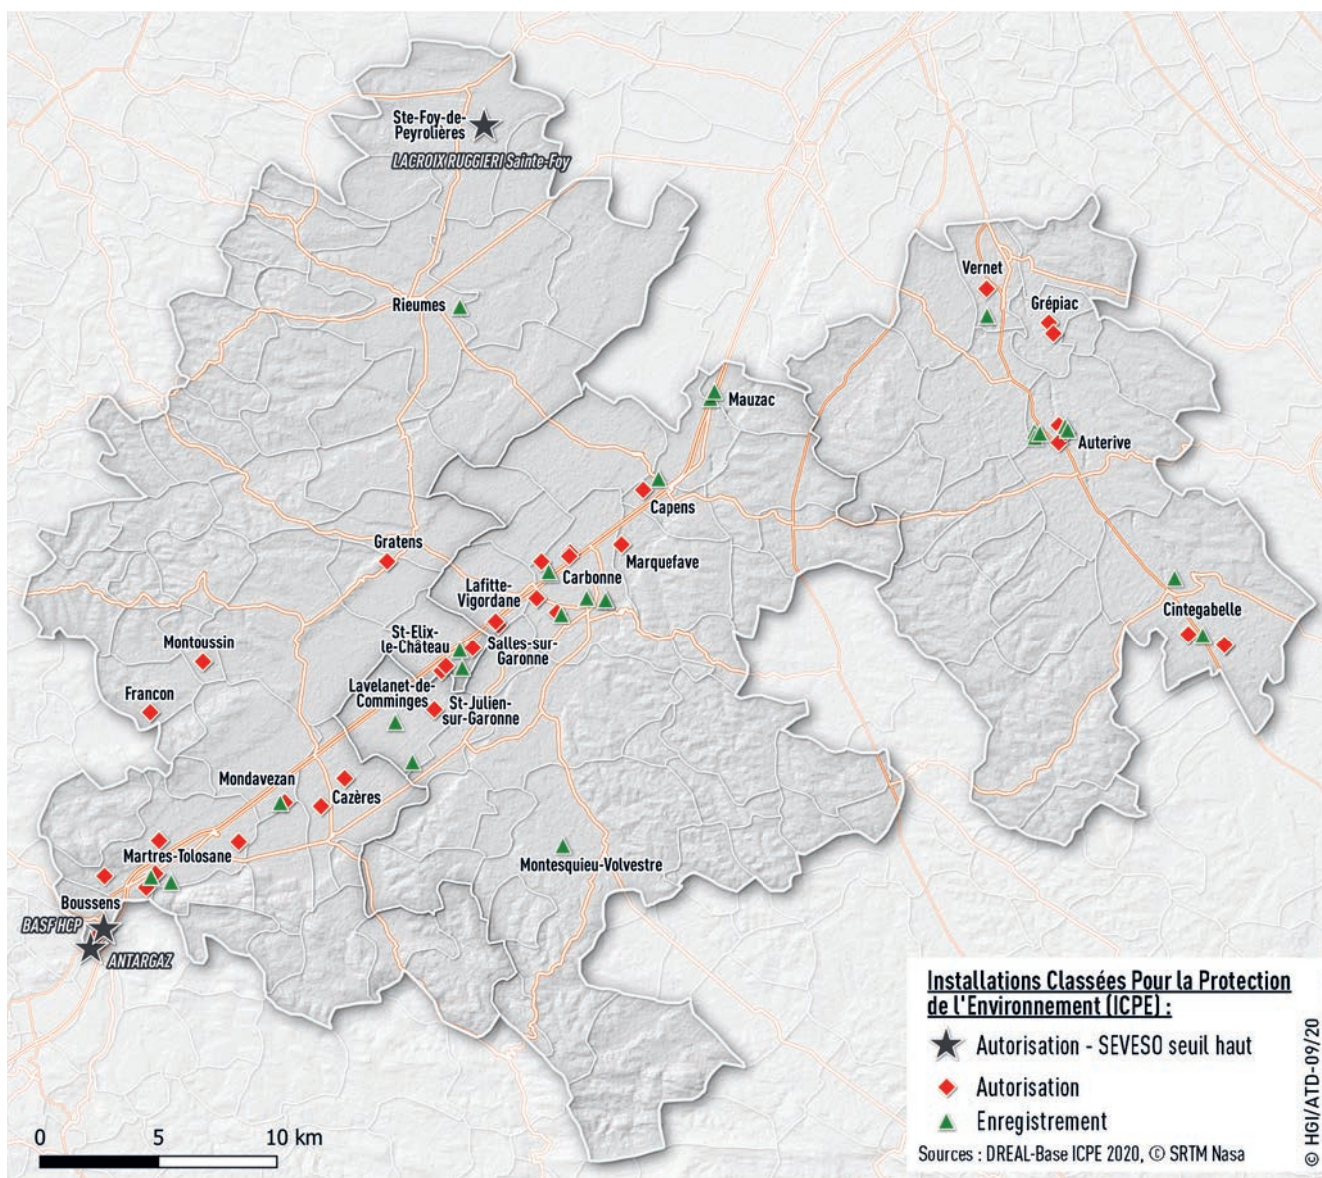 Ste-Foy-de-
Peyrolières
LACROIX RUGGIERI Sainte-Foy
Rieumes
Vernet
Grépiac
Mauzac
Auterive
Capens
Gratens
Marquefave
Carbonne
Lafitte-
Vigordane
Cintegabelle
Montoussin
St-Elix-
le-Château
Salles-sur-
Garonne
Francon
Lavelanet-de-
Comminges
St-Julien-
sur-Garonne
Mondavezan
Cazères
Martres-Tolosane
Montesquieu-Volvestre
Boussens
BASF HCP
ANTARGAZ
Installations Classées Pour la Protection
de l'Environnement (ICPE) :
Autorisation - SEVESO seuil haut
Autorisation
Enregistrement
Sources : DREAL-Base ICPE 2020, © SRTM Nasa
© HGI/ATD-09/20
0 5 10 km